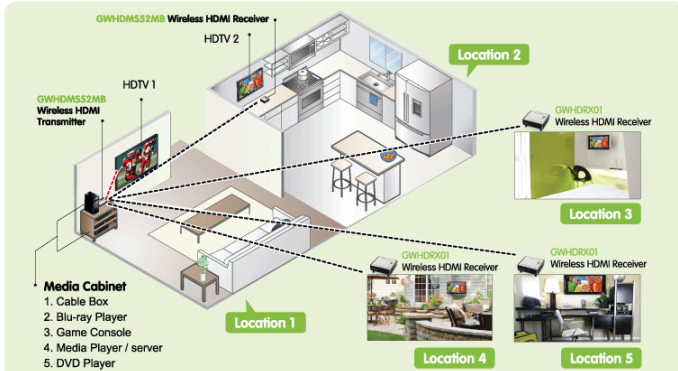 GWHDMS52MB Wireless HDMI Receiver
HDTV 2
Location 2
HDTV 1
GWHDMS52MB
Wireless HDMI
Transmitter
GWHDRX01
Wireless HDMI Receiver
Location 3
GWHDRX01
Wireless HDMI Receiver
GWHDRX01
Wireless HDMI Receiver
Media Cabinet
1. Cable Box
2. Blu-ray Player
3. Game Console
4. Media Player / server
5. DVD Player
Location 1
Location 4
Location 5